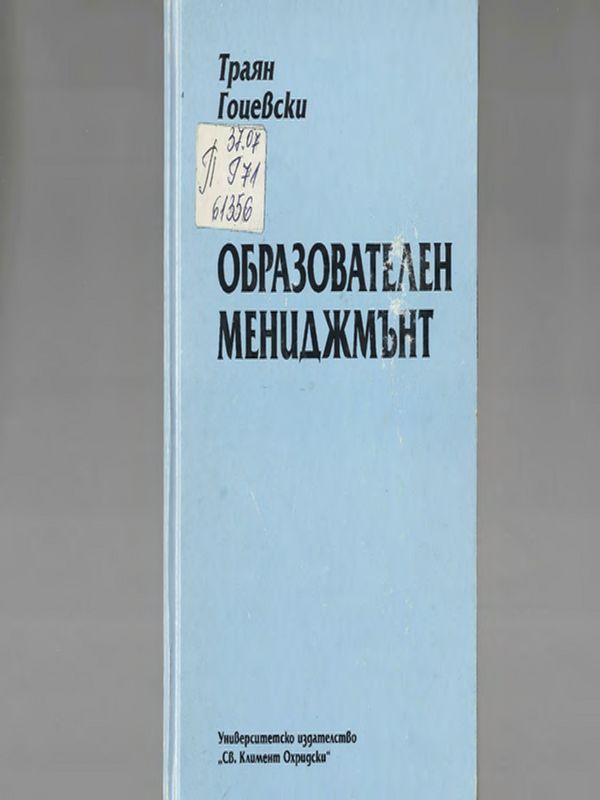 Траян
Гоцевски
37.07
П Г71
61356
ОБРАЗОВАТЕЛЕН
МЕНИДЖМЪНТ
Университетско издателство
„Св. Климент Охридски“